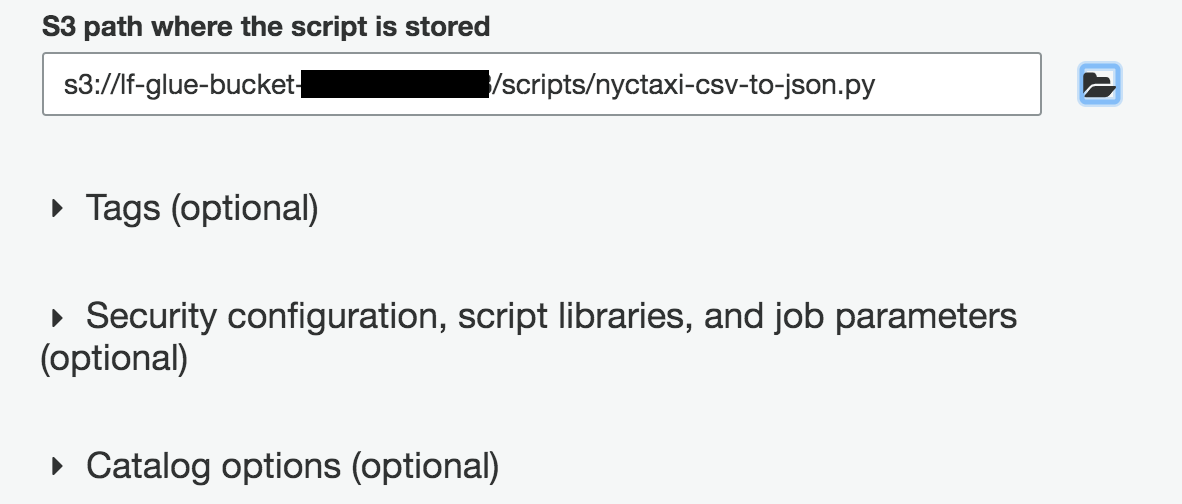 S3 path where the script is stored
s3://lf-glue-bucket-/scripts/nyctaxi-csv-to-json.py
Tags (optional)
Security configuration, script libraries, and job parameters
(optional)
Catalog options (optional)